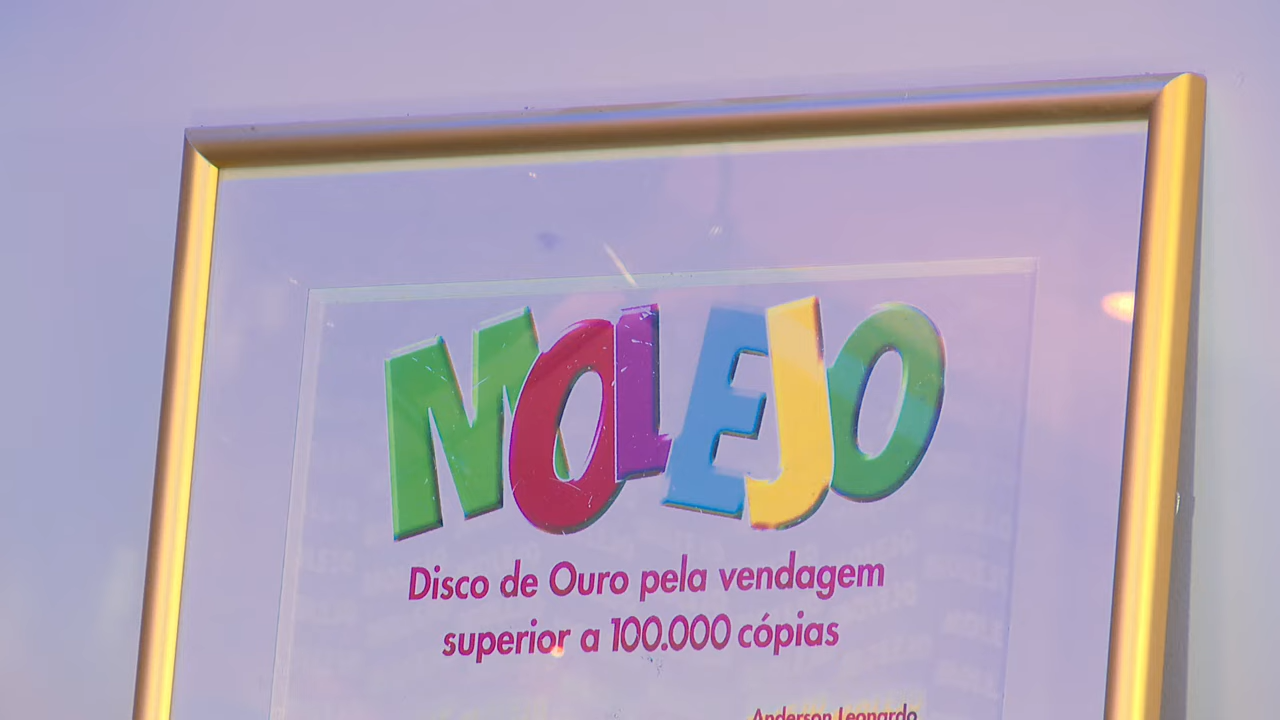 MOLEJO
Disco de Ouro pela vendagem
superior a 100.000 cópias
Anderson Leonardo